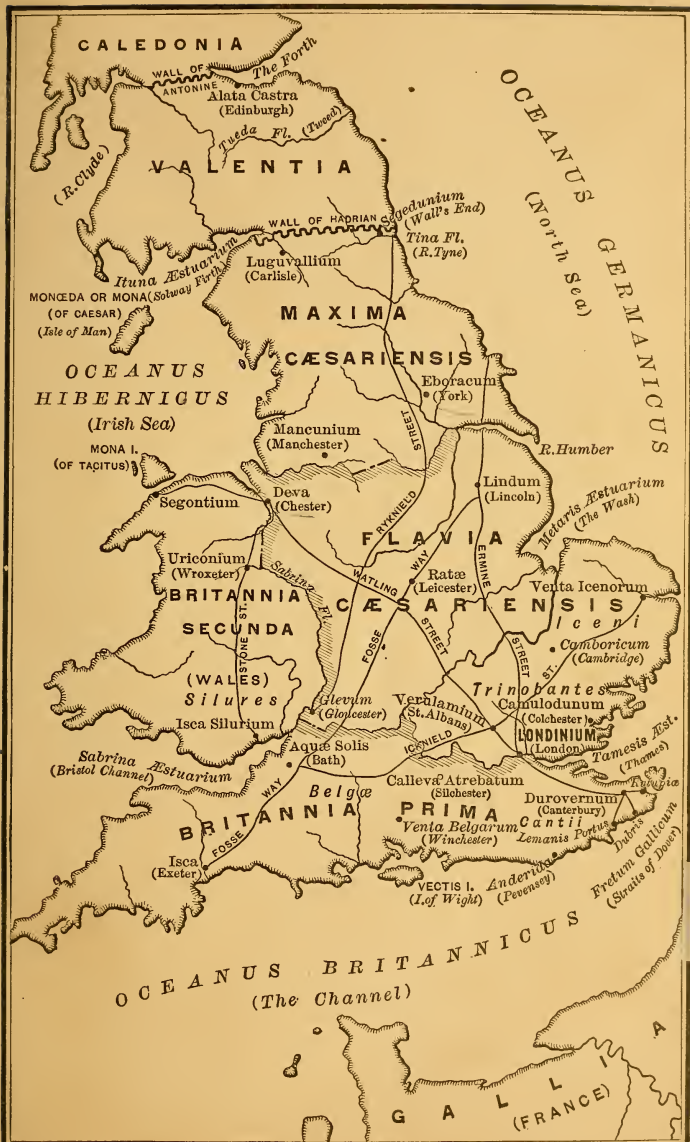 CALEDONIA
WALL OF
ANTONINE
The Forth
Alata Castra
(Edinburgh)
Tueda Fl. (Tweed)
(R. Clyde)
VALENTIA
OCEANUS GERMANICUS
(North Sea)
WALL OF HADRIAN
Segedunium
(Wall's End)
Tina Fl.
(R. Tyne)
Ituna Æstuarium
(Solway Firth)
Luguvallium
(Carlisle)
MONŒDA OR MONA
(OF CAESAR)
(Isle of Man)
MAXIMA
CÆSARIENSIS
OCEANUS
HIBERNICUS
(Irish Sea)
Eboracum
(York)
STREET
Mancunium
(Manchester)
R. Humber
MONA I.
(OF TACITUS)
Segontium
Deva
(Chester)
Lindum
(Lincoln)
Metaris Æstuarium
(The Wash)
RYKNIELD
FLAVIA
Uriconium
(Wroxeter)
Sabrina Fl.
WATLING
WAY
Ratæ
(Leicester)
ERMINE
Venta Icenorum
BRITANNIA
SECUNDA
STONE ST.
CÆSARIENSIS
Iceni
FOSSE
STREET
STREET
ST.
Camboricum
(Cambridge)
(WALES)
Silures
Trinobantes
Glevum
(Gloucester)
Verulamium
(St. Albans)
Camulodunum
(Colchester)
Isca Silurium
LONDINIUM
(London)
Tamesis Æst.
(Thames)
Sabrina Æstuarium
(Bristol Channel)
Aquæ Solis
(Bath)
ICKNIELD
Calleva Atrebatum
(Silchester)
Rutupiæ
WAY
Belgæ
Durovernum
(Canterbury)
BRITANNIA PRIMA
Cantii
Lemanis Portus
Dubris
Fretum Gallicum
(Straits of Dover)
FOSSE
Venta Belgarum
(Winchester)
Isca
(Exeter)
VECTIS I.
(I. of Wight)
Anderida
(Pevensey)
OCEANUS BRITANNICUS
(The Channel)
GALLIA
(FRANCE)